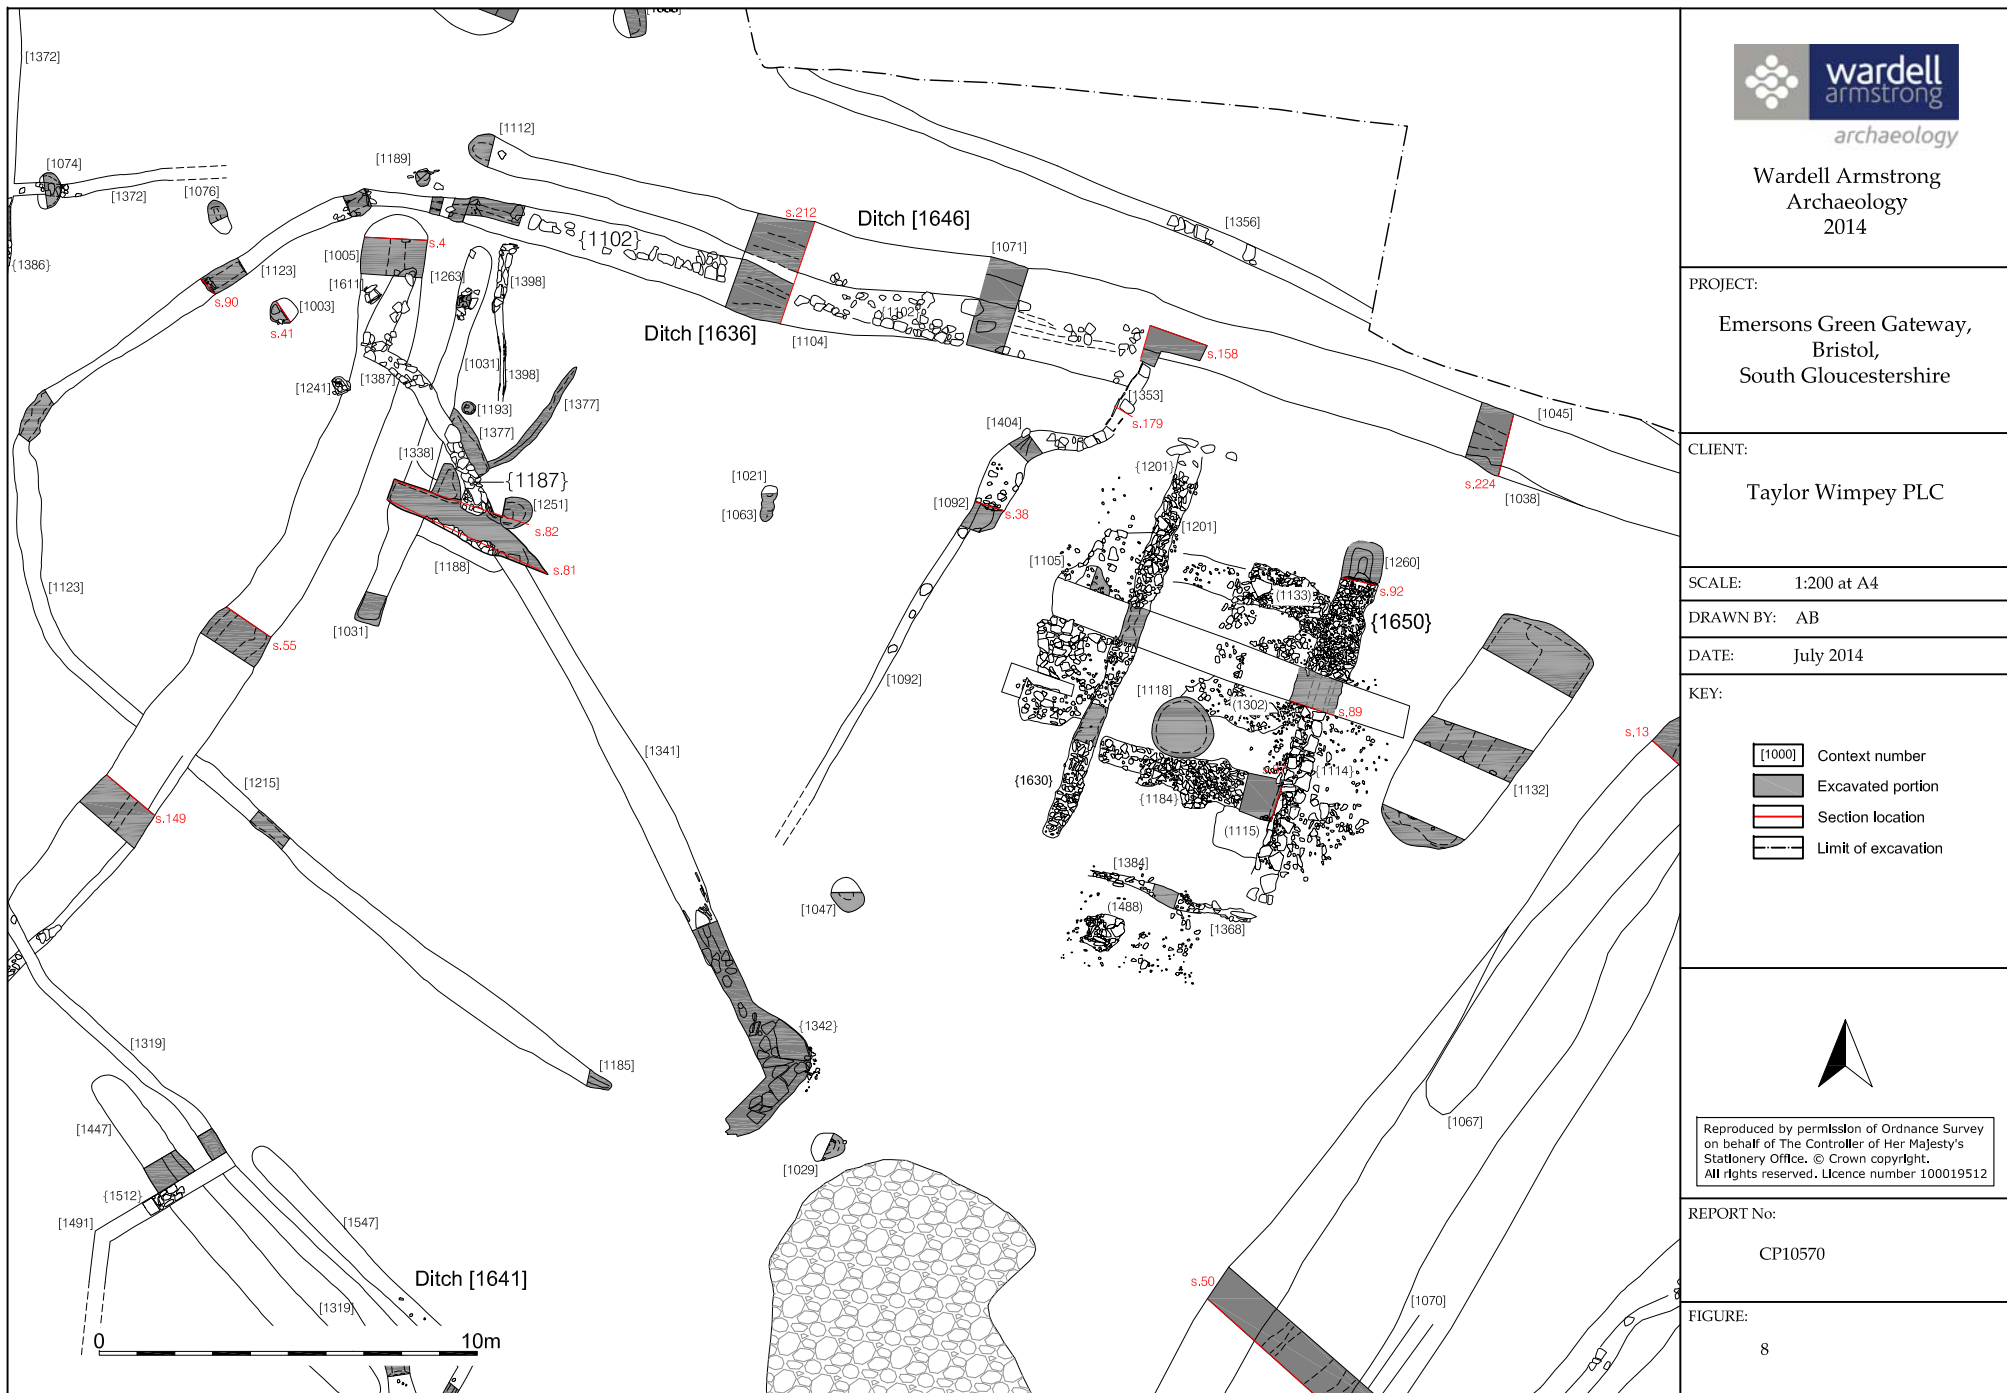 [1372]
[1074]
[1372]
[1076]
{1386}
[1189]
[1112]
[1123]
s.90
[1003]
s.41
[1005]
s.4
[1611]
[1263]
[1398]
{1102}
s.212
Ditch [1646]
[1071]
[1356]
Ditch [1636]
[1104]
[1102]
s.158
[1353]
s.179
[1045]
s.224
[1038]
[1241]
[1387]
[1031]
[1398]
[1193]
[1377]
[1377]
[1338]
{1187}
[1251]
s.82
s.81
[1188]
[1404]
[1021]
[1063]
[1092]
s.38
{1201}
[1201]
[1105]
(1133)
[1260]
s.92
{1650}
[1123]
[1031]
s.55
[1092]
[1118]
(1302)
s.89
s.13
[1215]
s.149
[1341]
{1630}
{1184}
{1114}
(1115)
[1132]
[1384]
(1488)
[1368]
[1047]
{1342}
[1185]
[1029]
[1319]
[1447]
{1512}
[1491]
[1547]
[1319]
Ditch [1641]
[1067]
[1070]
s.50
0 10m
wardell
armstrong
archaeology
Wardell Armstrong
Archaeology
2014
PROJECT:
Emersons Green Gateway,
Bristol,
South Gloucestershire
CLIENT:
Taylor Wimpey PLC
SCALE: 1:200 at A4
DRAWN BY: AB
DATE: July 2014
KEY:
[1000] Context number
Excavated portion
Section location
Limit of excavation
Reproduced by permission of Ordnance Survey
on behalf of The Controller of Her Majesty's
Stationery Office. © Crown copyright.
All rights reserved. Licence number 100019512
REPORT No:
CP10570
FIGURE:
8